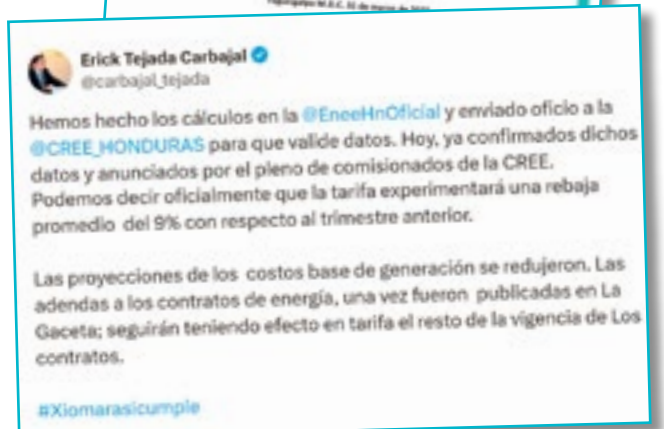 Erick Tejada Carbajal
@carbajal_tejada
Hemos hecho los cálculos en la @EneeHnOficial y enviado oficio a la
@CREE_HONDURAS para que valide datos. Hoy, ya confirmados dichos
datos y anunciados por el pleno de comisionados de la CREE.
Podemos decir oficialmente que la tarifa experimentará una rebaja
promedio del 9% con respecto al trimestre anterior.
Las proyecciones de los costos base de generación se redujeron. Las
adendas a los contratos de energía, una vez fueron publicadas en La
Gaceta; seguirán teniendo efecto en tarifa el resto de la vigencia de Los
contratos.
#Xiomarasicumple